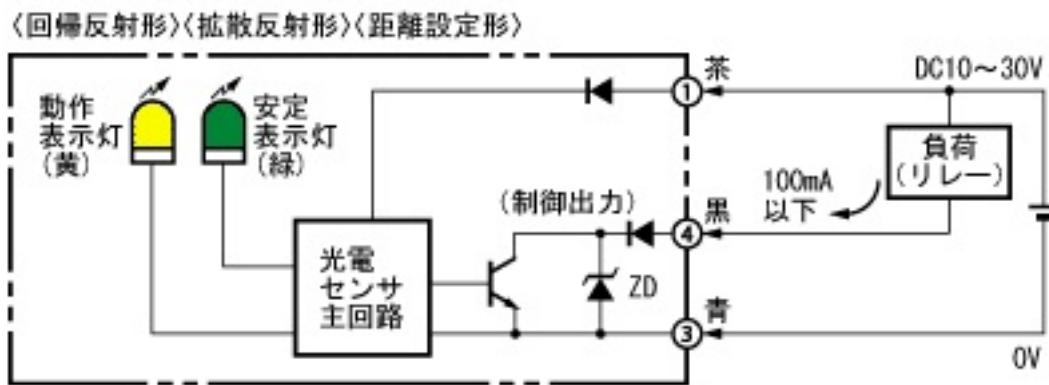 〈回帰反射形〉〈拡散反射形〉〈距離設定形〉
動作
表示灯
(黄)
安定
表示灯
(緑)
光電
センサ
主回路
(制御出力)
ZD
①
茶
④
黒
③
青
100mA
以下
DC10～30V
負荷
(リレー)
0V